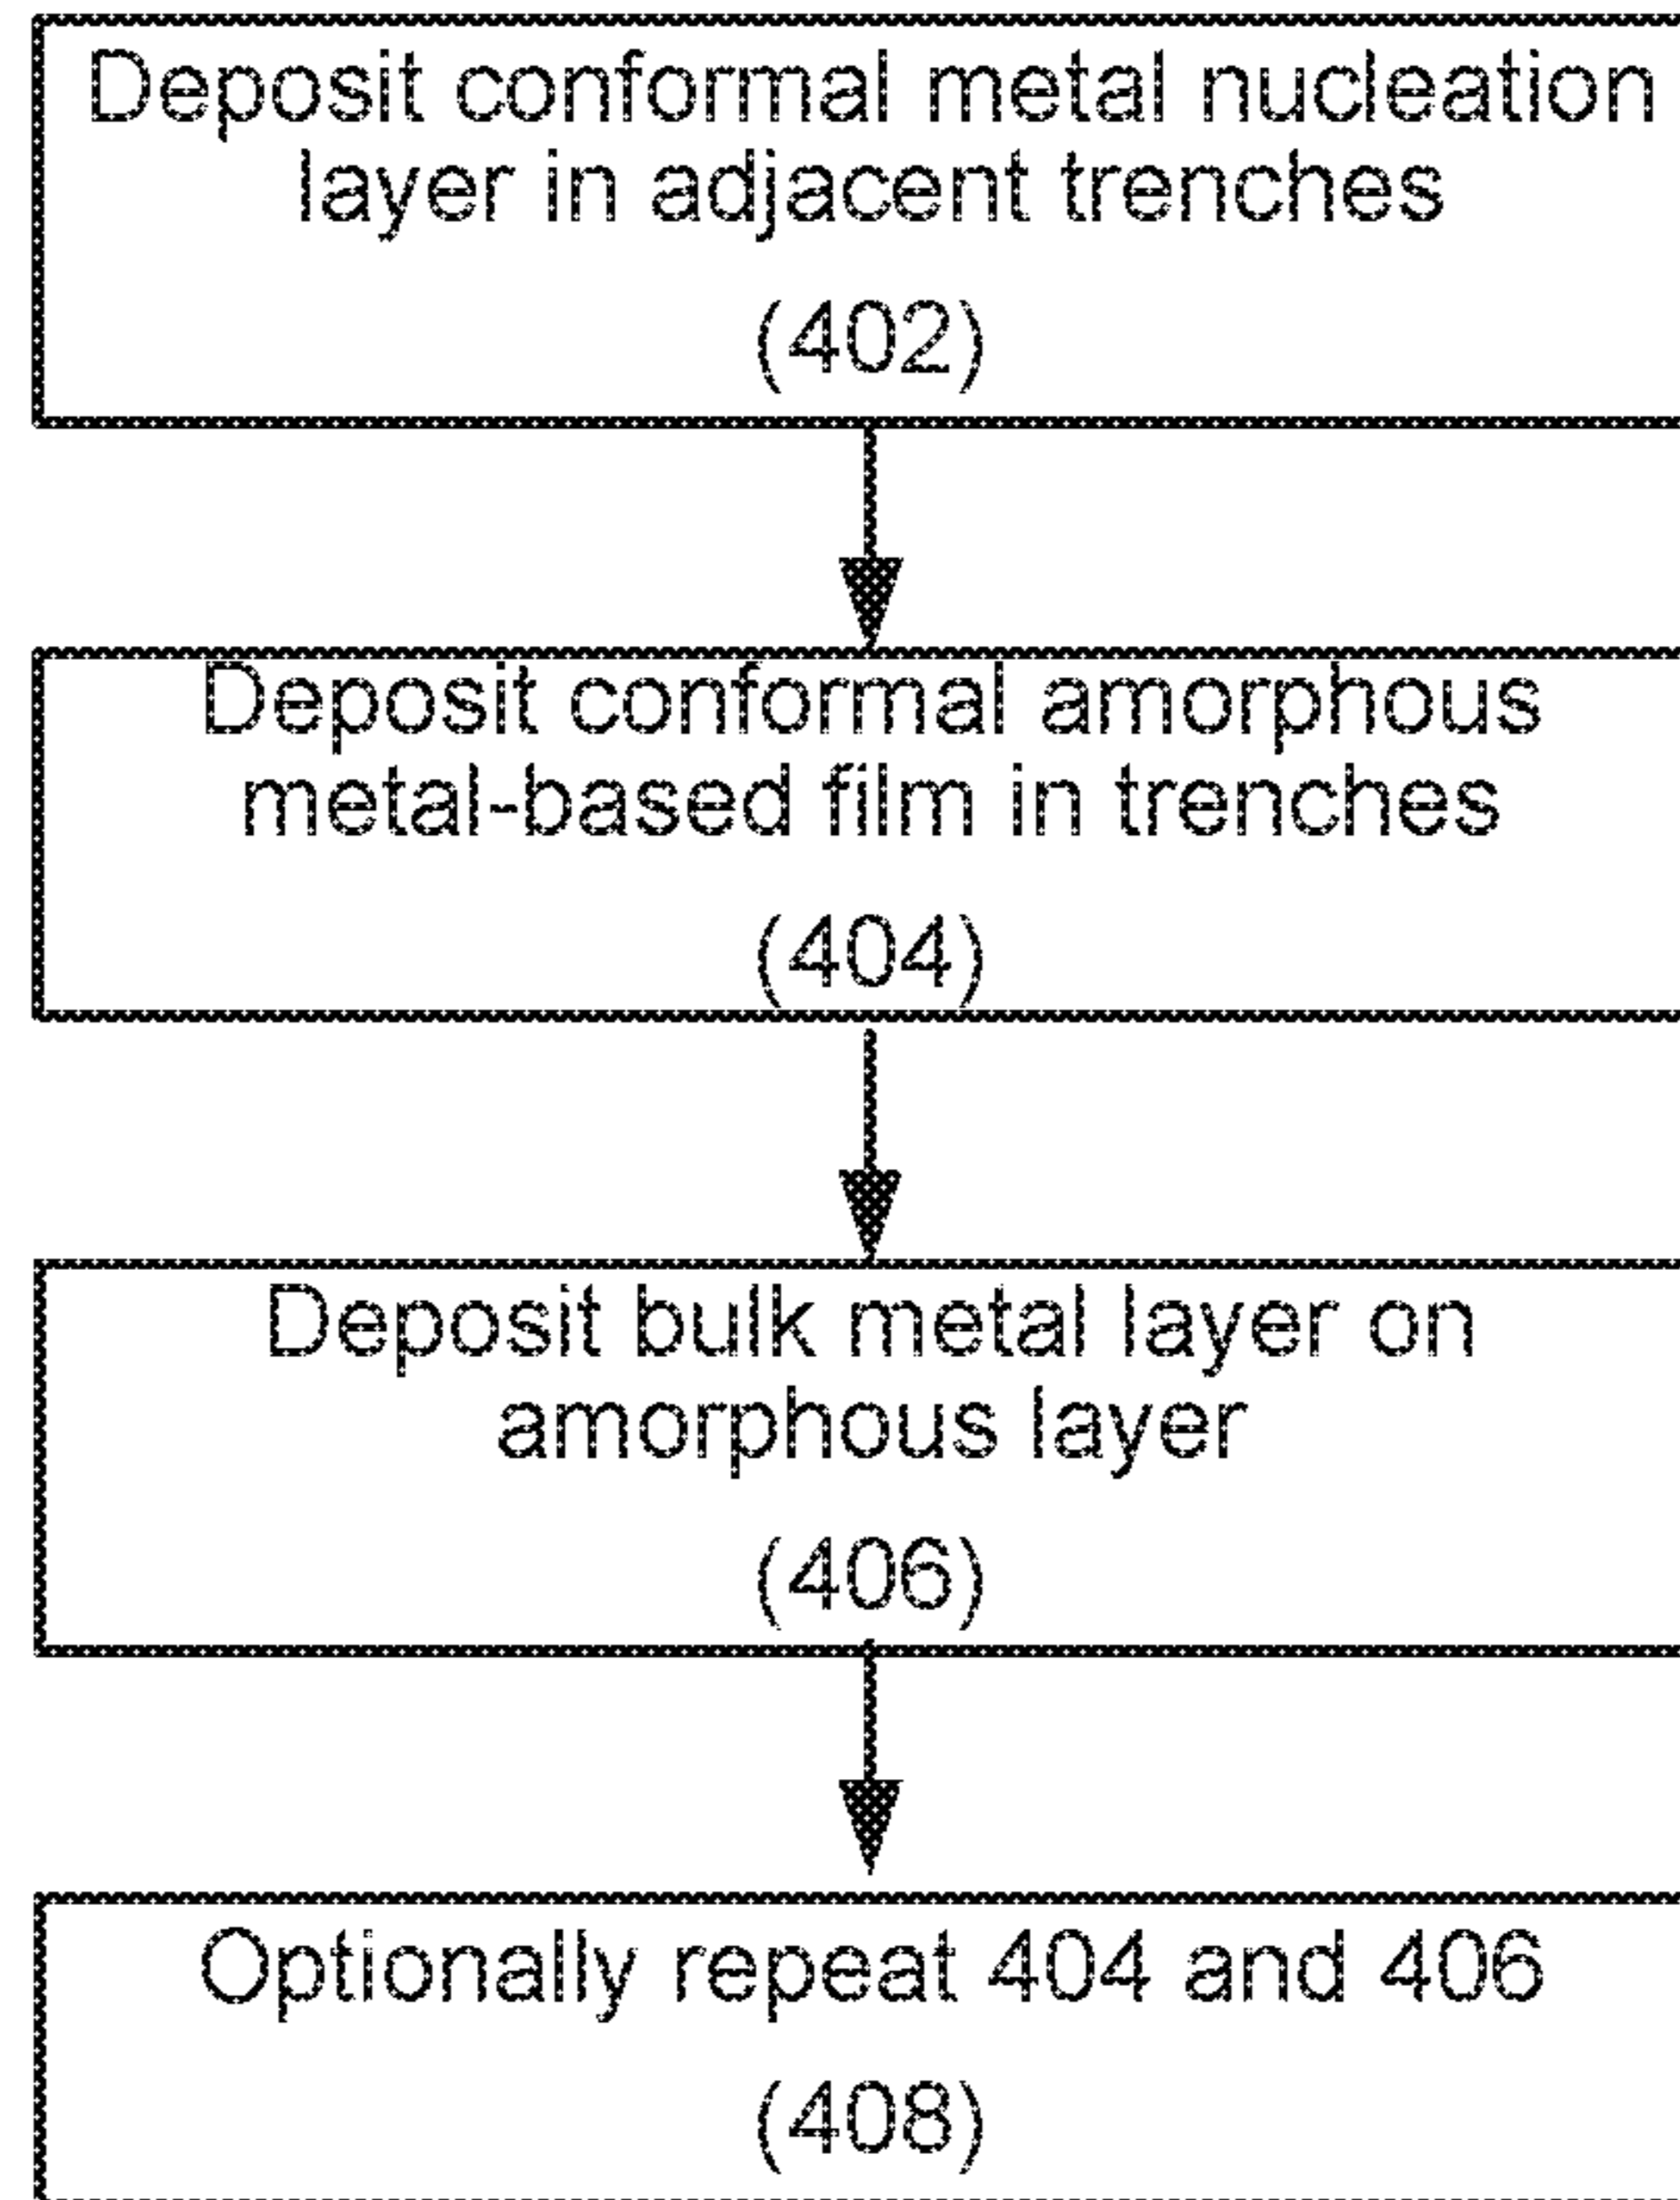 Deposit conformal metal nucleation
layer in adjacent trenches
(402)
Deposit conformal amorphous
metal-based film in trenches
(404)
Deposit bulk metal layer on
amorphous layer
(406)
Optionally repeat 404 and 406
(408)